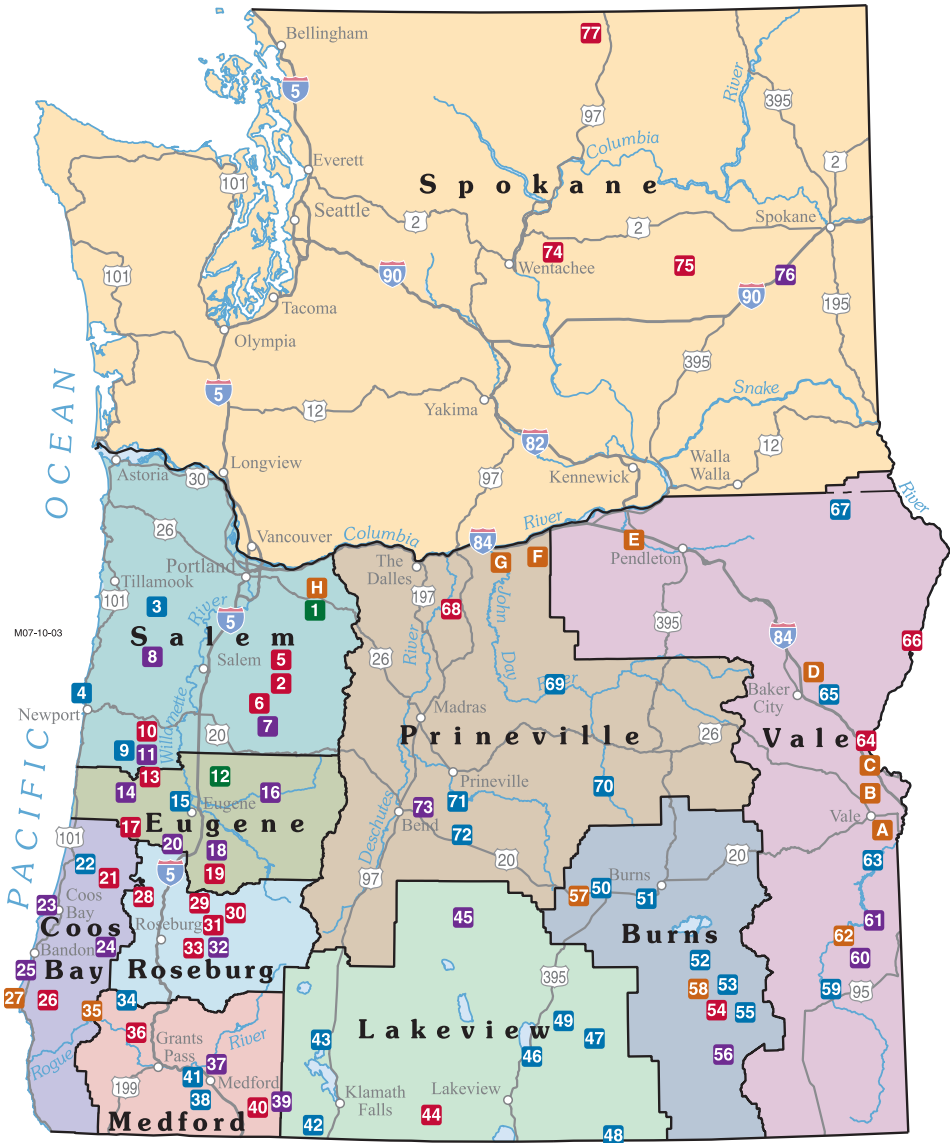 77
Bellingham
5
River
395
97
Columbia
Everett
2
101
Spokane
Seattle
2
Spokane
2
74
Wentachee
75
76
90
101
90
Tacoma
195
Olympia
395
OCEAN
5
Snake
12
Yakima
82
12
Walla
Walla
Longview
Kennewick
Astoria
30
97
River
67
26
Vancouver
Columbia
84
River
E
Portland
The
Dalles
G
F
Pendleton
Tillamook
H
101
3
River
1
197
68
John
395
84
M07-10-03
5
Salem
66
8
Salem
5
26
River
Day
D
4
2
69
River
Baker
City
65
Newport
6
Madras
7
Willamette
10
20
Prineville
26
Vale
64
9
11
C
13
12
Prineville
14
15
16
70
B
Eugene
73
71
Vale
17
Eugene
Bend
A
101
20
72
PACIFIC
18
Deschutes
20
63
22
5
19
97
20
21
Burns
28
29
57
50
51
23
Coos
Bay
30
45
61
Roseburg
31
Coos
Burns
62
24
33
32
Bandon
52
60
25
Bay
Roseburg
395
58
53
59
95
27
26
34
54
55
35
49
36
Lakeview
Grants
Pass
River
43
47
Rogue
37
46
56
199
41
Medford
38
Klamath
Falls
Lakeview
40
39
44
Medford
42
48